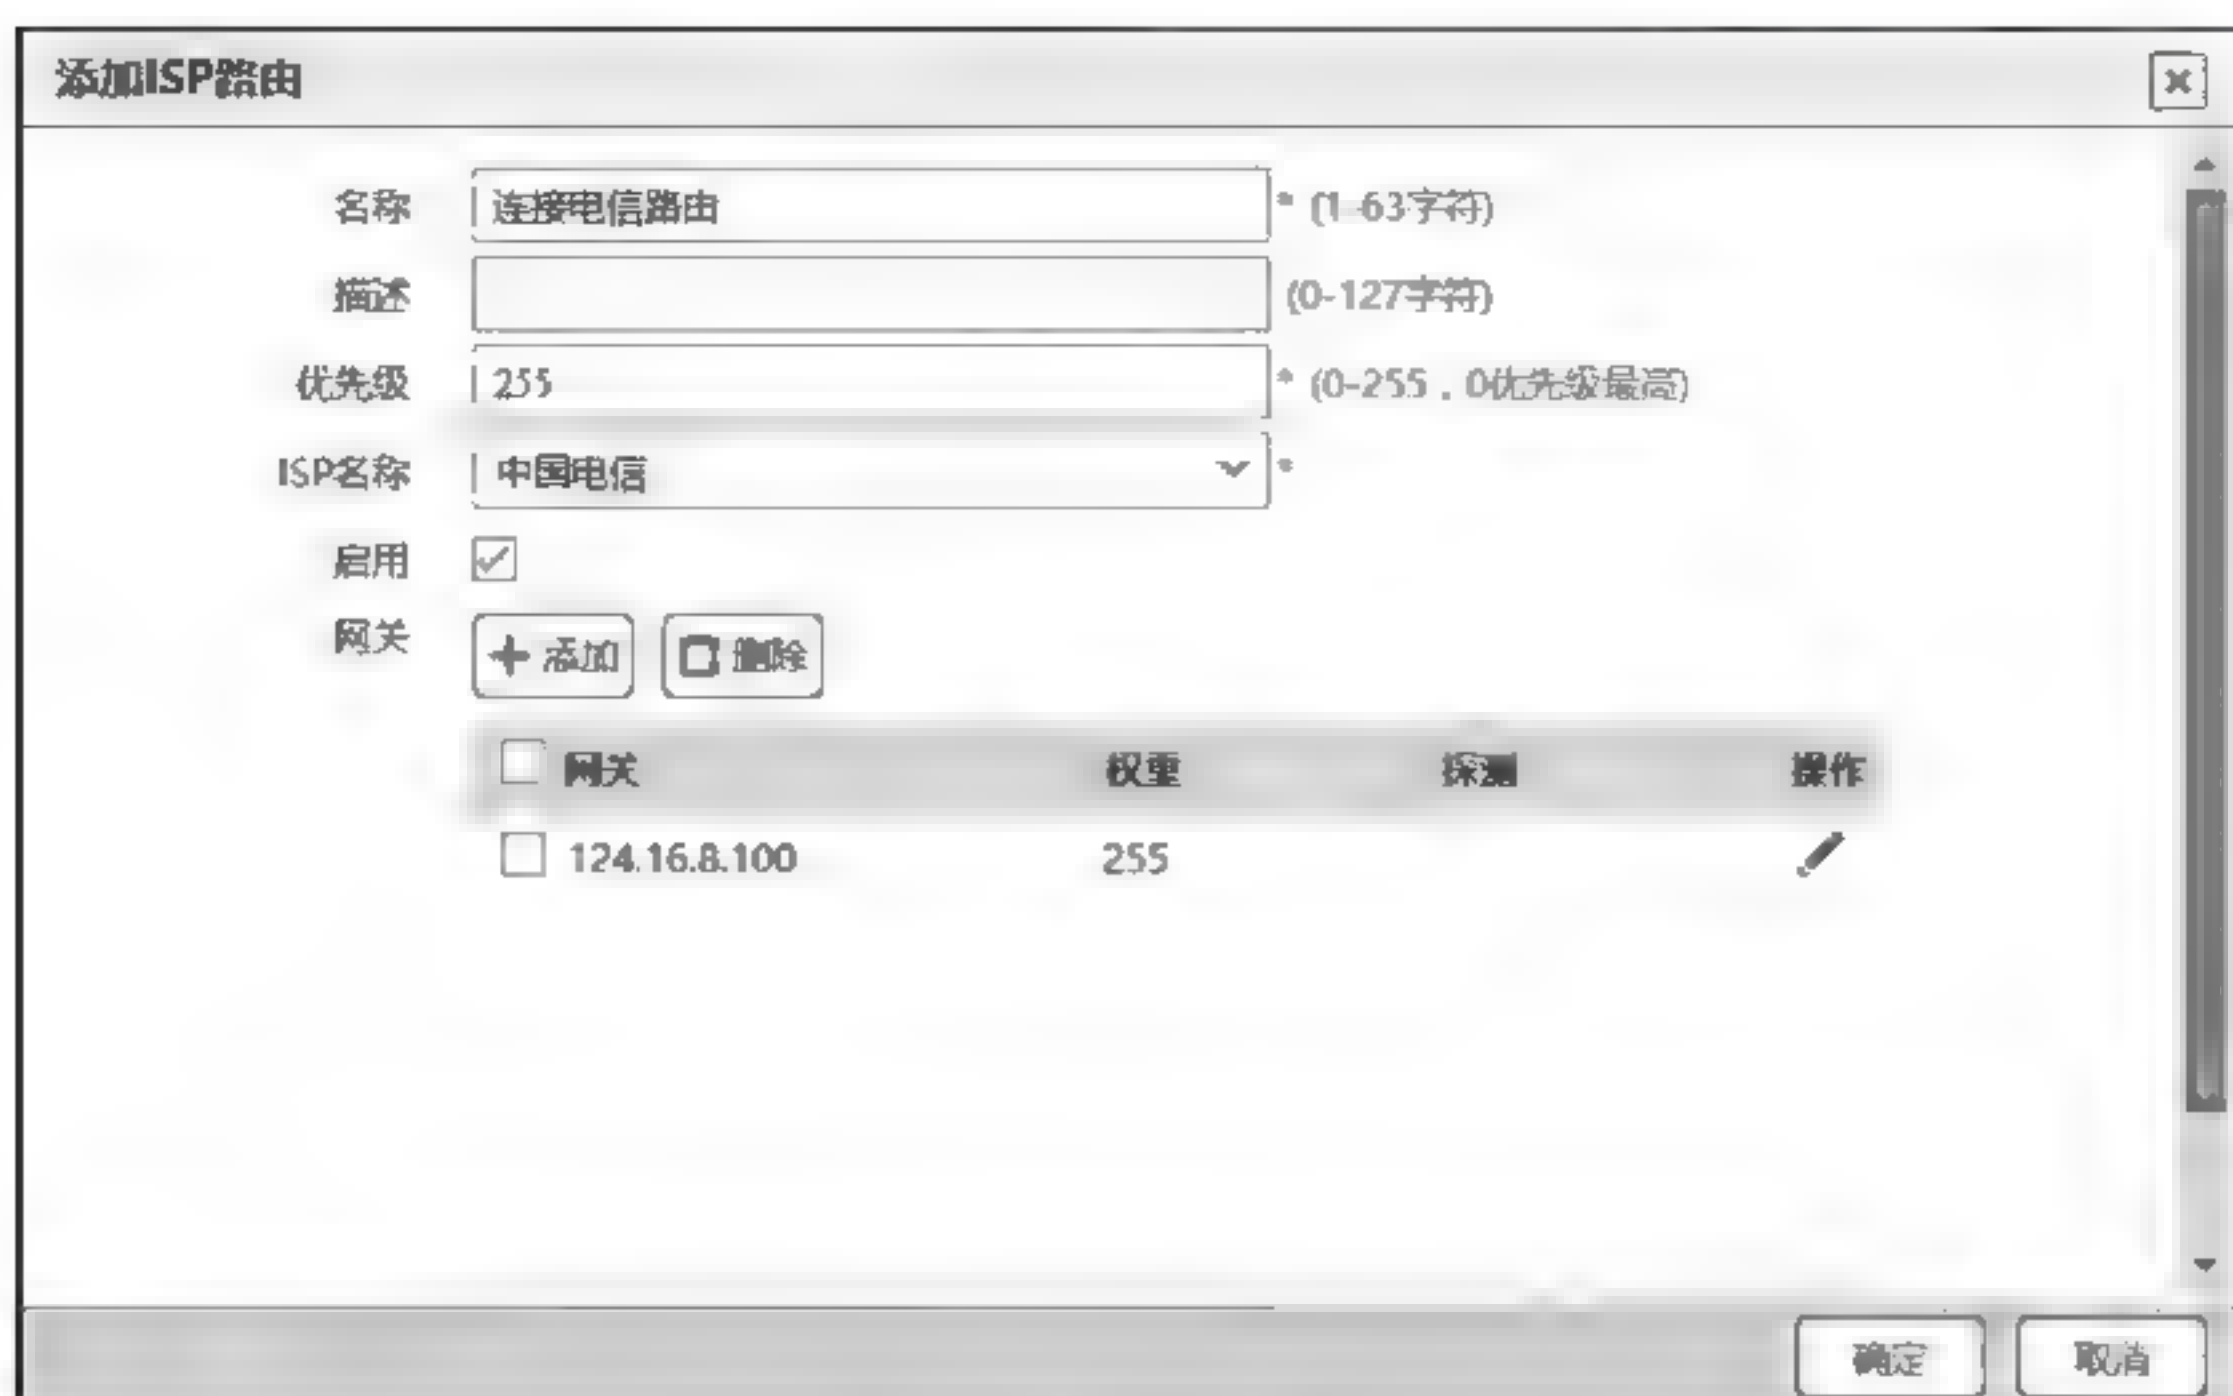 添加ISP路由
名称 连接电信路由 * (1-63字符)
描述 (0-127字符)
优先级 255 * (0-255，0优先级最高)
ISP名称 中国电信 *
启用
网关 添加 删除
网关 权重 探测 操作
124.16.8.100 255
确定 取消